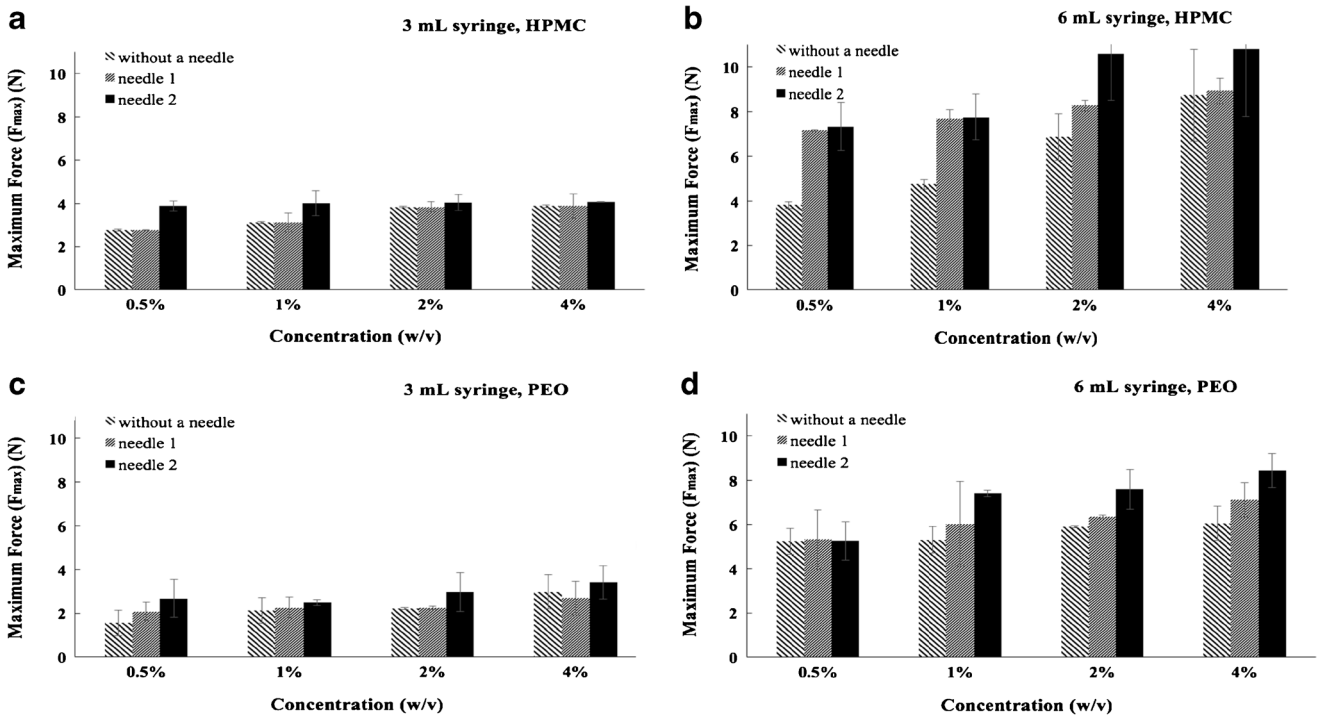 a
3 mL syringe, HPMC
without a needle
needle 1
needle 2
Maximum Force (Fmax) (N)
10
8
6
4
2
0
0.5% 1% 2% 4%
Concentration (w/v)
b
6 mL syringe, HPMC
without a needle
needle 1
needle 2
Maximum Force (Fmax) (N)
10
8
6
4
2
0
0.5% 1% 2% 4%
Concentration (w/v)
c
3 mL syringe, PEO
without a needle
needle 1
needle 2
Maximum Force (Fmax) (N)
10
8
6
4
2
0
0.5% 1% 2% 4%
Concentration (w/v)
d
6 mL syringe, PEO
without a needle
needle 1
needle 2
Maximum Force (Fmax) (N)
10
8
6
4
2
0
0.5% 1% 2% 4%
Concentration (w/v)